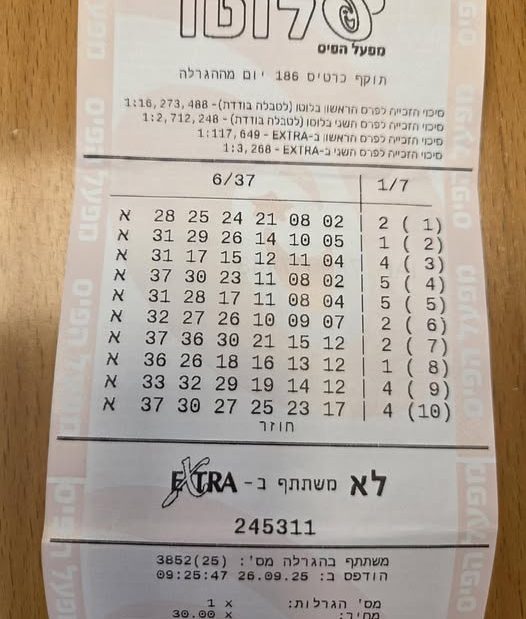 לוטו
מפעל הפיס
תוקף כרטיס 186 יום מההגרלה
סיכוי הזכייה לפרס הראשון בלוטו (לטבלה בודדת) - 1:16,273,488
סיכוי הזכייה לפרס השני בלוטו (לטבלה בודדת) - 1:2,712,248
סיכוי הזכייה לפרס הראשון ב-EXTRA - 1:117,649
סיכוי הזכייה לפרס השני ב-EXTRA - 1:3,268
6/37 | 1/7
א 28 25 24 21 08 02 | 2 ( 1)
א 31 29 26 14 10 05 | 1 ( 2)
א 31 17 15 12 11 04 | 4 ( 3)
א 37 30 23 11 08 02 | 5 ( 4)
א 31 28 17 11 08 04 | 5 ( 5)
א 32 27 26 10 09 07 | 2 ( 6)
א 37 36 30 21 15 12 | 2 ( 7)
א 36 26 18 16 13 12 | 1 ( 8)
א 33 32 29 19 14 12 | 4 ( 9)
א 37 30 27 25 23 17 | 4 (10)
חוזר
לא משתתף ב- EXTRA
245311
משתתף בהגרלה מס': 3852(25)
הודפס ב: 26.09.25 09:25:47
מס' הגרלות: x 1
מחיר: x 30.00